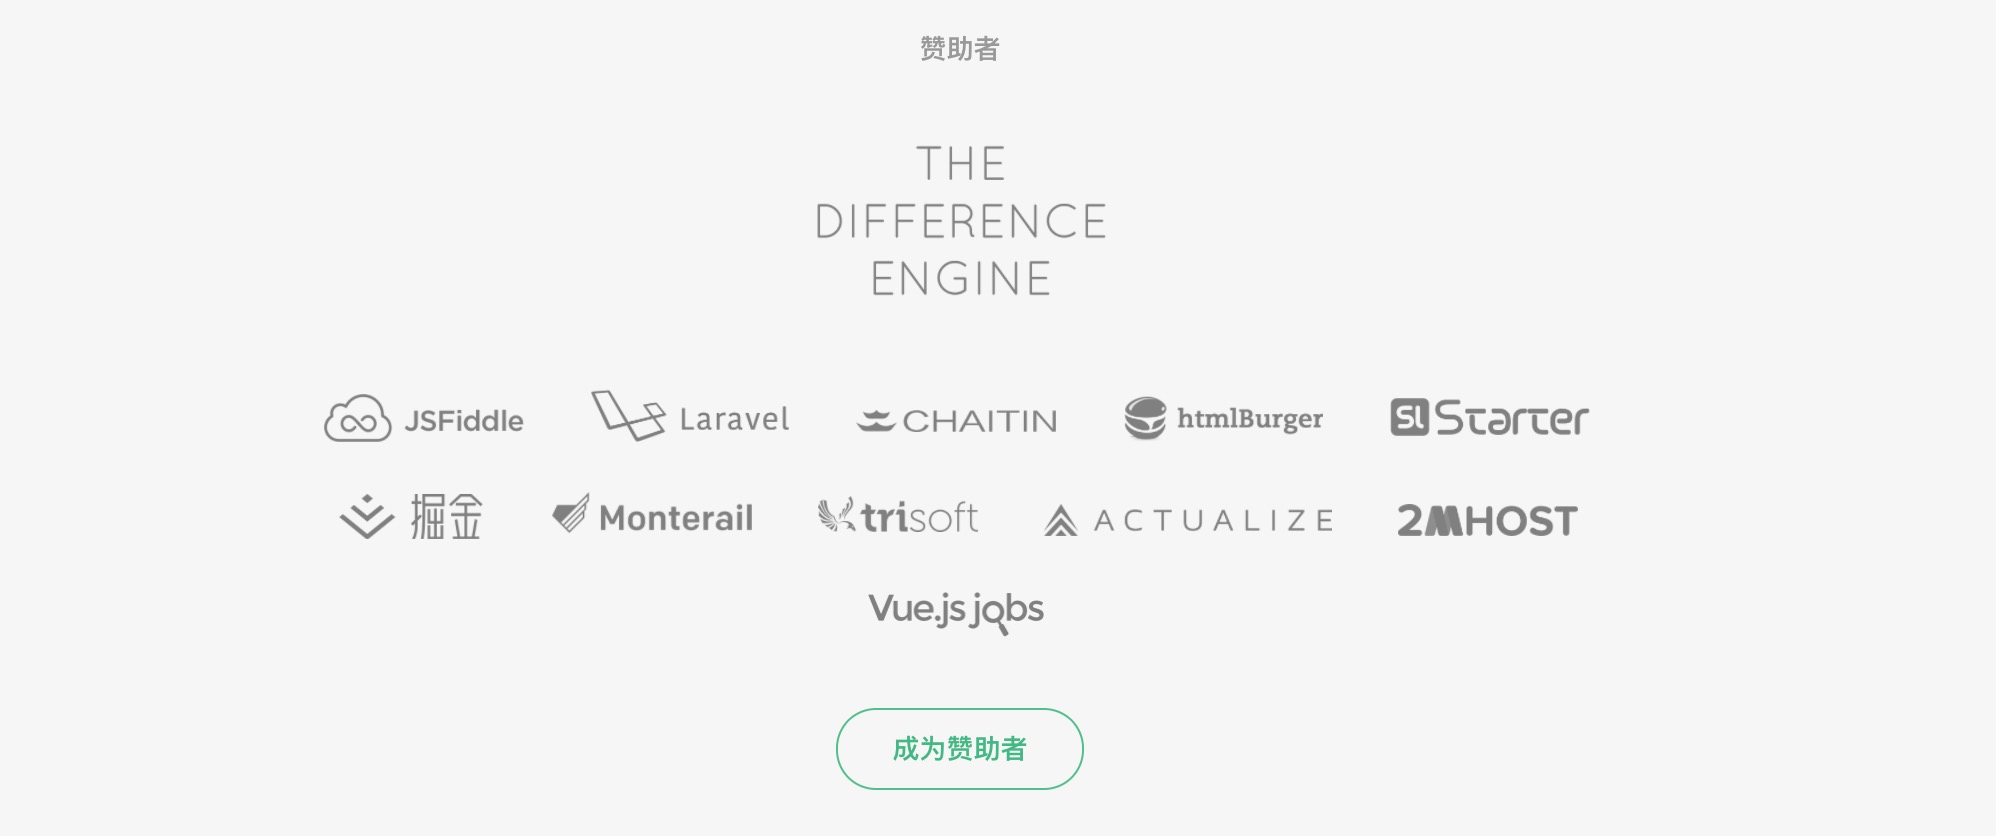 赞助者
THE
DIFFERENCE
ENGINE
JSFiddle Laravel CHAITIN htmlBurger SL Starter
掘金 Monterail trisoft ACTUALIZE 2MHOST
Vue.js jobs
成为赞助者